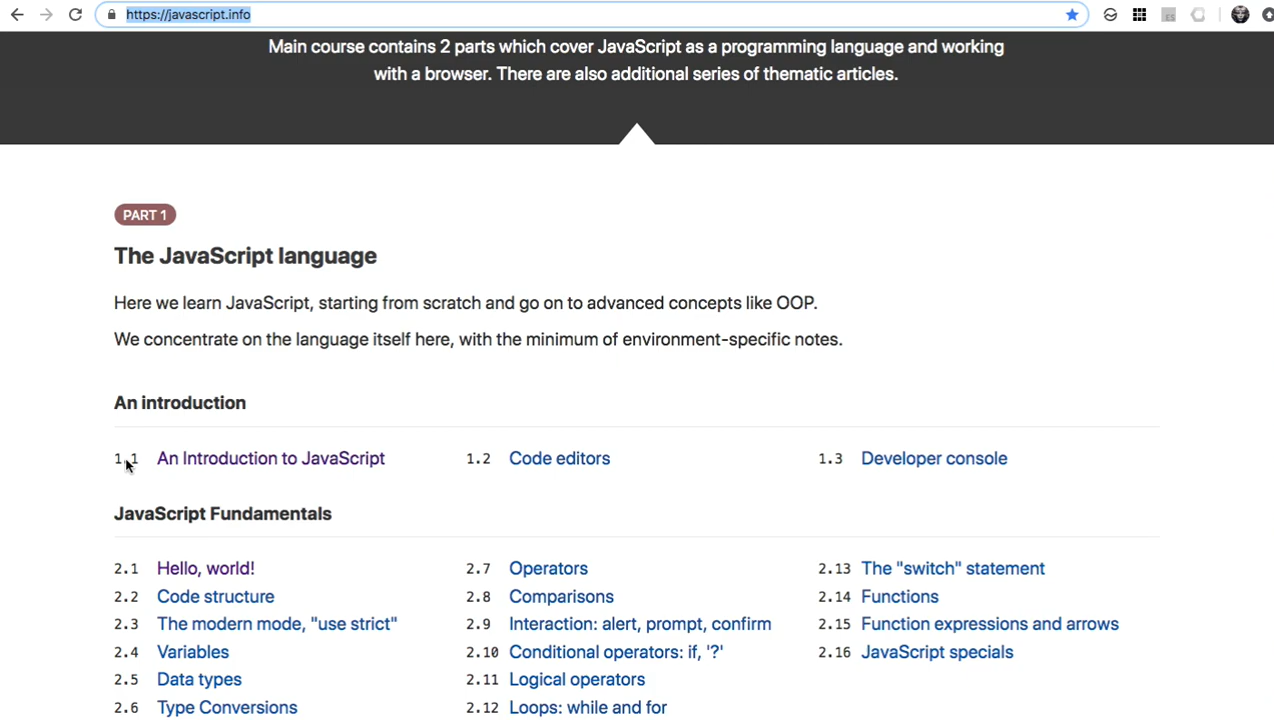 https://javascript.info
ES
Main course contains 2 parts which cover JavaScript as a programming language and working
with a browser. There are also additional series of thematic articles.
PART 1
The JavaScript language
Here we learn JavaScript, starting from scratch and go on to advanced concepts like OOP.
We concentrate on the language itself here, with the minimum of environment-specific notes.
An introduction
1.1 An Introduction to JavaScript 1.2 Code editors 1.3 Developer console
JavaScript Fundamentals
2.1 Hello, world! 2.7 Operators 2.13 The "switch" statement
2.2 Code structure 2.8 Comparisons 2.14 Functions
2.3 The modern mode, "use strict" 2.9 Interaction: alert, prompt, confirm 2.15 Function expressions and arrows
2.4 Variables 2.10 Conditional operators: if, '?' 2.16 JavaScript specials
2.5 Data types 2.11 Logical operators
2.6 Type Conversions 2.12 Loops: while and for